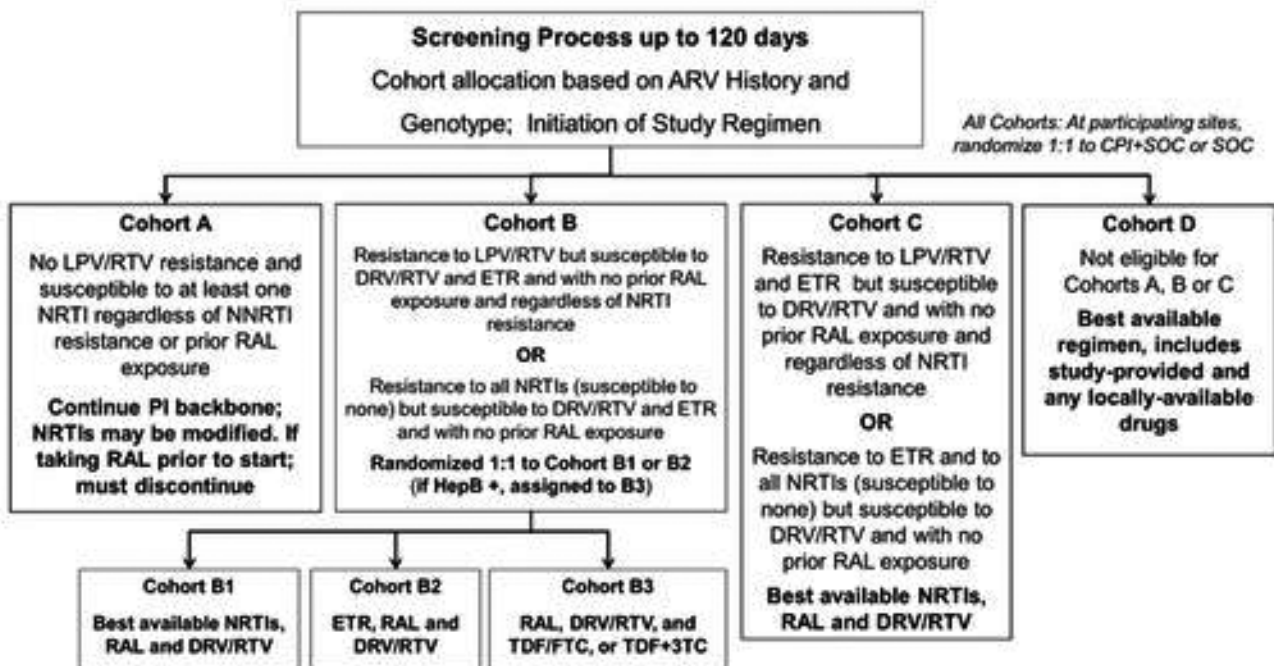 Screening Process up to 120 days
Cohort allocation based on ARV History and
Genotype; Initiation of Study Regimen
All Cohorts: At participating sites,
randomize 1:1 to CPI+SOC or SOC
Cohort A
No LPV/RTV resistance and
susceptible to at least one
NRTI regardless of NNRTI
resistance or prior RAL
exposure
Continue PI backbone;
NRTIs may be modified. If
taking RAL prior to start;
must discontinue
Cohort B
Resistance to LPV/RTV but susceptible to
DRV/RTV and ETR and with no prior RAL
exposure and regardless of NRTI
resistance
OR
Resistance to all NRTIs (susceptible to
none) but susceptible to DRV/RTV and ETR
and with no prior RAL exposure
Randomized 1:1 to Cohort B1 or B2
(if HepB +, assigned to B3)
Cohort C
Resistance to LPV/RTV
and ETR but susceptible
to DRV/RTV and with no
prior RAL exposure and
regardless of NRTI
resistance
OR
Resistance to ETR and to
all NRTIs (susceptible to
none) but susceptible to
DRV/RTV and with no
prior RAL exposure
Best available NRTIs,
RAL and DRV/RTV
Cohort D
Not eligible for
Cohorts A, B or C
Best available
regimen, includes
study-provided and
any locally-available
drugs
Cohort B1
Best available NRTIs,
RAL and DRV/RTV
Cohort B2
ETR, RAL and
DRV/RTV
Cohort B3
RAL, DRV/RTV, and
TDF/FTC, or TDF+3TC